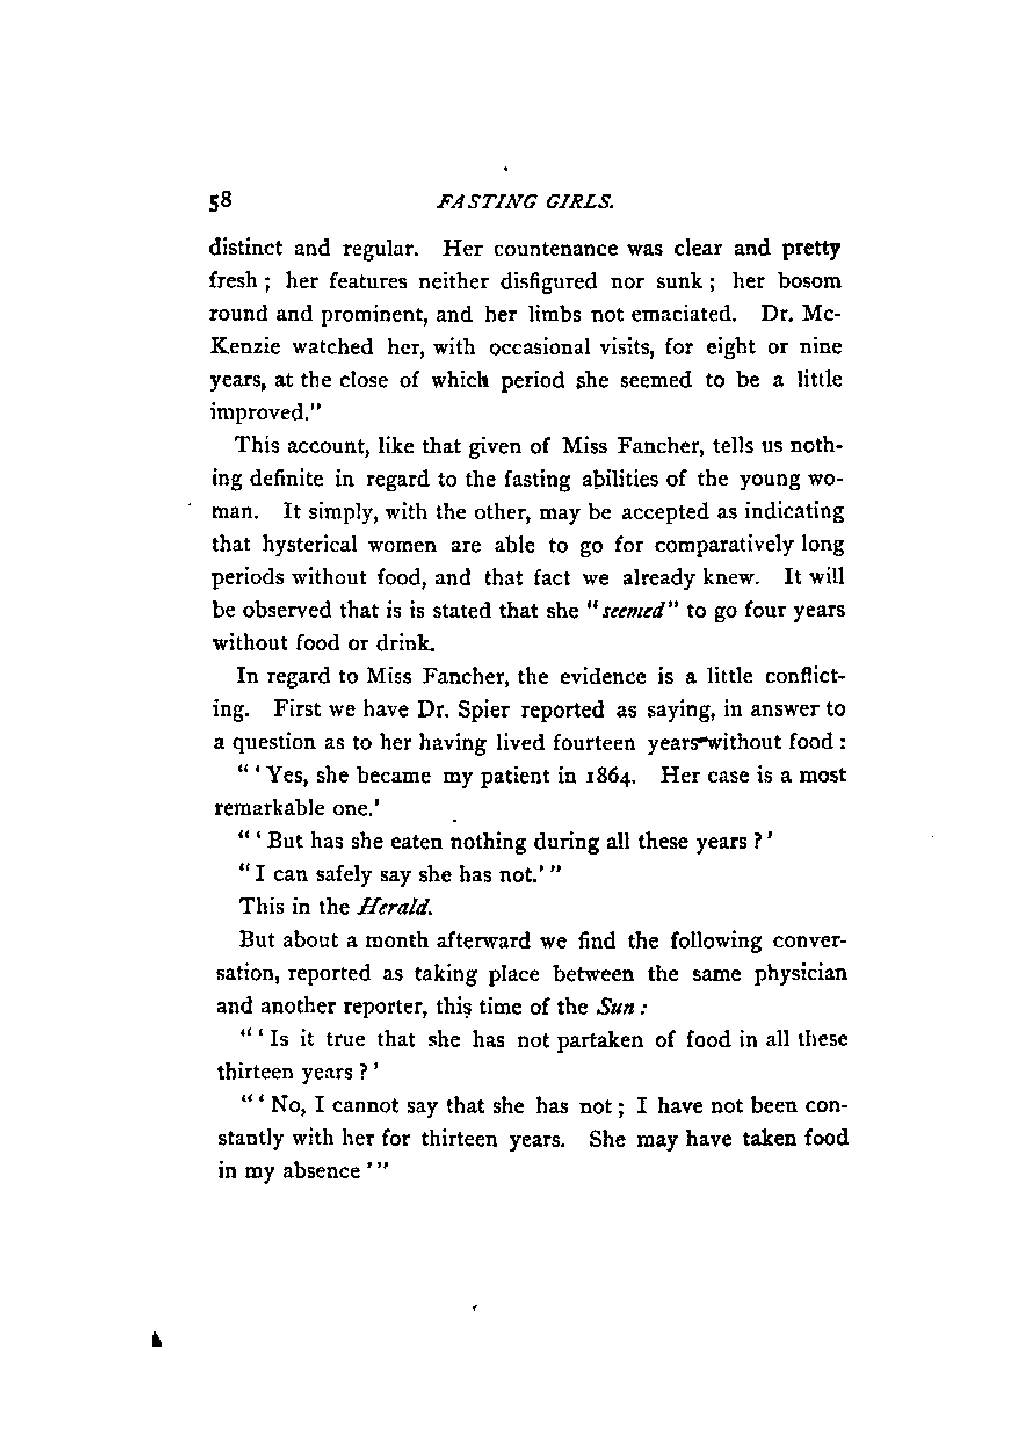 58 FASTING GIRLS.
distinct and regular. Her countenance was clear and pretty
fresh ; her features neither disfigured nor sunk ; her bosom
round and prominent, and her limbs not emaciated. Dr. Mc-
Kenzie watched her, with occasional visits, for eight or nine
years, at the close of which period she seemed to be a little
improved."
This account, like that given of Miss Fancher, tells us noth-
ing definite in regard to the fasting abilities of the young wo-
man. It simply, with the other, may be accepted as indicating
that hysterical women are able to go for comparatively long
periods without food, and that fact we already knew. It will
be observed that is is stated that she "seemed" to go four years
without food or drink.
In regard to Miss Fancher, the evidence is a little conflict-
ing. First we have Dr. Spier reported as saying, in answer to
a question as to her having lived fourteen years without food :
"'Yes, she became my patient in 1864. Her case is a most
remarkable one.'
"'But has she eaten nothing during all these years ?'
"I can safely say she has not.'"
This in the Herald.
But about a month afterward we find the following conver-
sation, reported as taking place between the same physician
and another reporter, this time of the Sun :
"'Is it true that she has not partaken of food in all these
thirteen years ?'
"'No, I cannot say that she has not ; I have not been con-
stantly with her for thirteen years. She may have taken food
in my absence'"